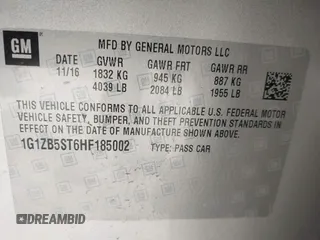 GM
MFD BY GENERAL MOTORS LLC
11/16 GVWR GAWR FRT GAWR RR
1832 KG 945 KG 887 KG
4039 LB 2084 LB 1955 LB
THIS VEHICLE CONFORMS TO ALL APPLICABLE U.S. FEDERAL MOTOR
VEHICLE SAFETY, BUMPER, AND THEFT PREVENTION STANDARDS IN
EFFECT ON THE DATE OF MANUFACTURE SHOWN ABOVE.
1G1ZB5ST6HF185002 TYPE: PASS CAR
DREAMBID